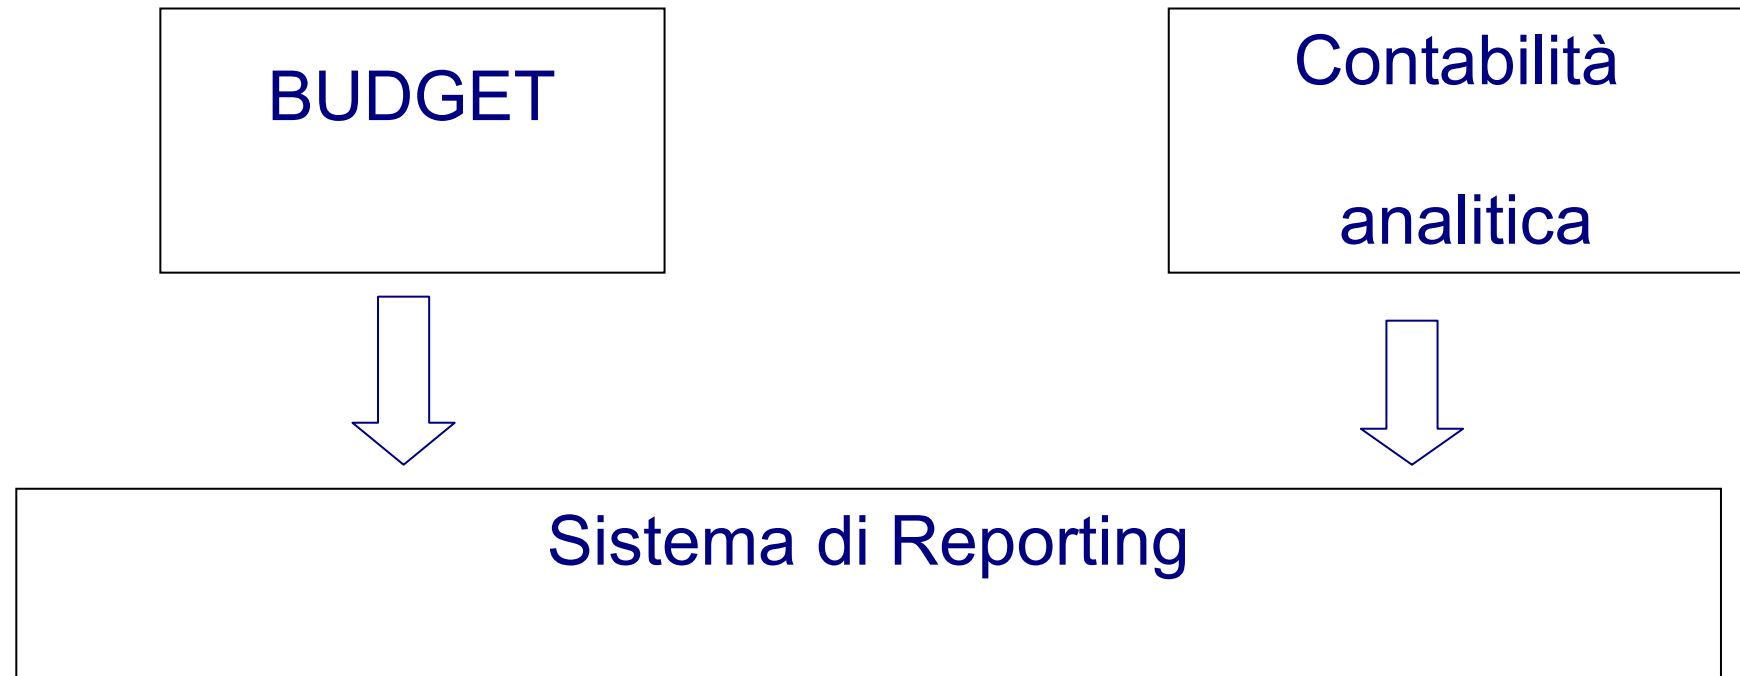 BUDGET
Contabilità
analitica
Sistema di Reporting